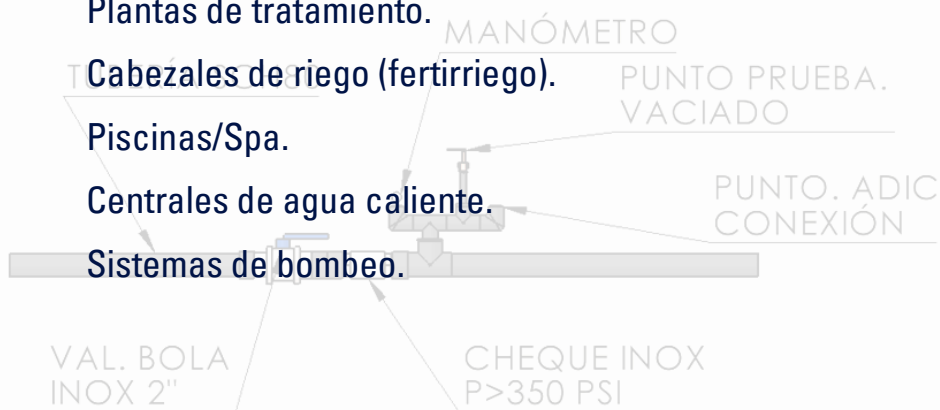 Plantas de tratamiento.
MANÓMETRO
Cabezales de riego (fertirriego).
PUNTO PRUEBA.
VACIADO
Piscinas/Spa.
Centrales de agua caliente.
PUNTO. ADIC
CONEXIÓN
Sistemas de bombeo.
VAL. BOLA
INOX 2"
CHEQUE INOX
P>350 PSI